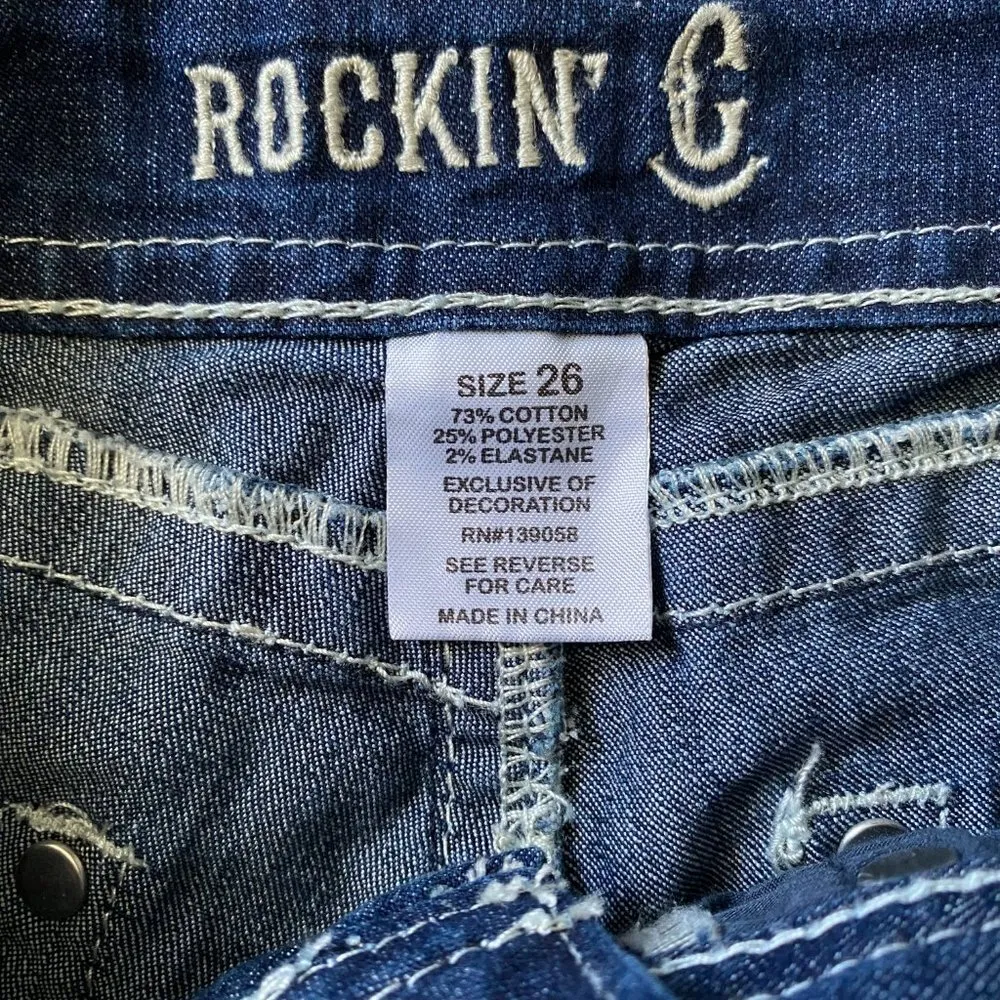 ROCKIN' C
SIZE 26
73% COTTON
25% POLYESTER
2% ELASTANE
EXCLUSIVE OF
DECORATION
RN#139058
SEE REVERSE
FOR CARE
MADE IN CHINA